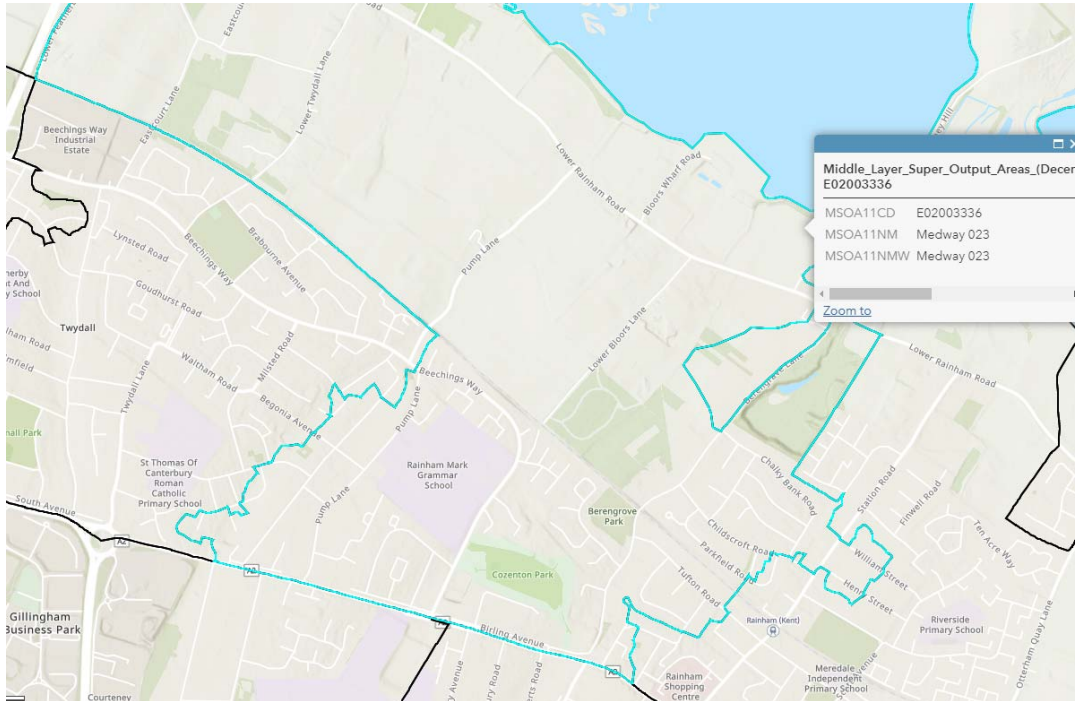 Eastcourt
Lower Twydall Lane
Eastcourt Lane
Beechings Way
Industrial
Estate
Lower Rainham Road
Bloors Wharf Road
Middle_Layer_Super_Output_Areas_(Decer
E02003336
MSOA11CD E02003336
MSOA11NM Medway 023
MSOA11NMW Medway 023
Zoom to
Lynsted Road
Beechings Way
Brabourne Avenue
Pump Lane
Goudhurst Road
Twydall
Waltham Road
Milsted Road
Begonia Avenue
Twydall Lane
Beechings Way
Pump Lane
Lower Bloors Lane
Berengrave Lane
Lower Rainham Road
St Thomas Of
Canterbury
Roman
Catholic
Primary School
Rainham Mark
Grammar
School
Pump Lane
Chalky Bank Road
Station Road
Finwell Road
Ten Acre Way
South Avenue
A2
Berengrove
Park
Childscroft Road
Parkfield Road
Tufton Road
William Street
Henry Street
A2
Cozenton Park
Gillingham
Business Park
Birling Avenue
Rainham (Kent)
Riverside
Primary School
Otterham Quay Lane
Rainham
Shopping
Centre
Meredale
Independent
Primary School
Courteney